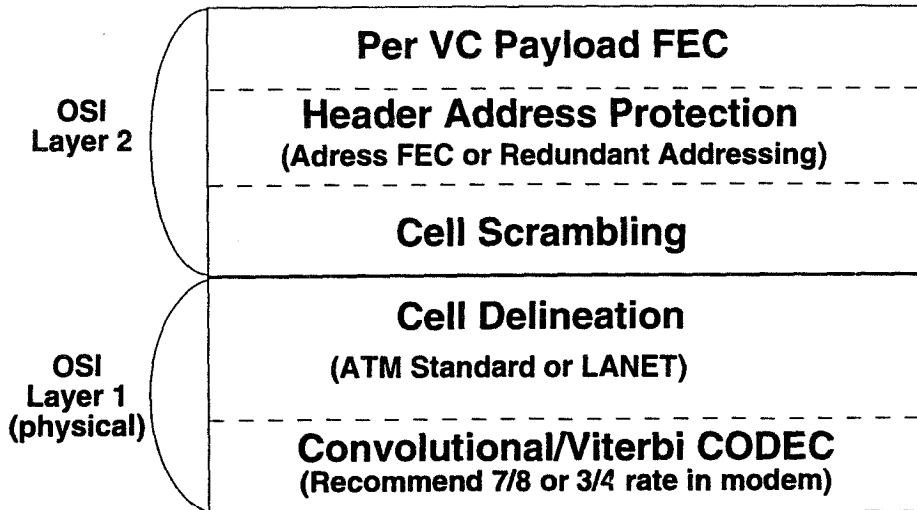 Per VC Payload FEC
OSI
Layer 2
Header Address Protection
(Adress FEC or Redundant Addressing)
Cell Scrambling
Cell Delineation
(ATM Standard or LANET)
OSI
Layer 1
(physical)
Convolutional/Viterbi CODEC
(Recommend 7/8 or 3/4 rate in modem)